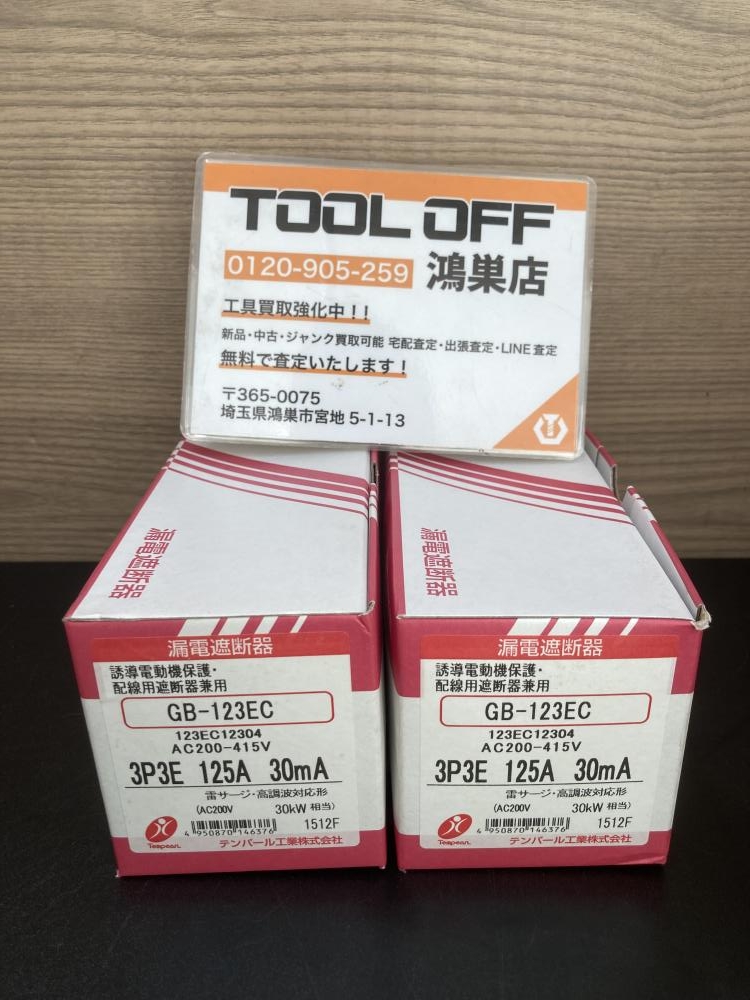 TOOL OFF
0120-905-259 鴻巣店
工具買取強化中！！
新品・中古・ジャンク買取可能 宅配査定・出張査定・LINE査定
無料で査定いたします！
〒365-0075
埼玉県鴻巣市宮地 5-1-13
漏電遮断器
漏電遮断器
誘導電動機保護・
配線用遮断器兼用
GB-123EC
123EC12304
AC200-415V
3P3E 125A 30mA
雷サージ・高調波対応形
(AC200V 30kW 相当)
1512F
4 950870 146376
Tempearl
テンパール工業株式会社
漏電遮断器
漏電遮断器
誘導電動機保護・
配線用遮断器兼用
GB-123EC
123EC12304
AC200-415V
3P3E 125A 30mA
雷サージ・高調波対応形
(AC200V 30kW 相当)
1512F
4 950870 146376
Tempearl
テンパール工業株式会社